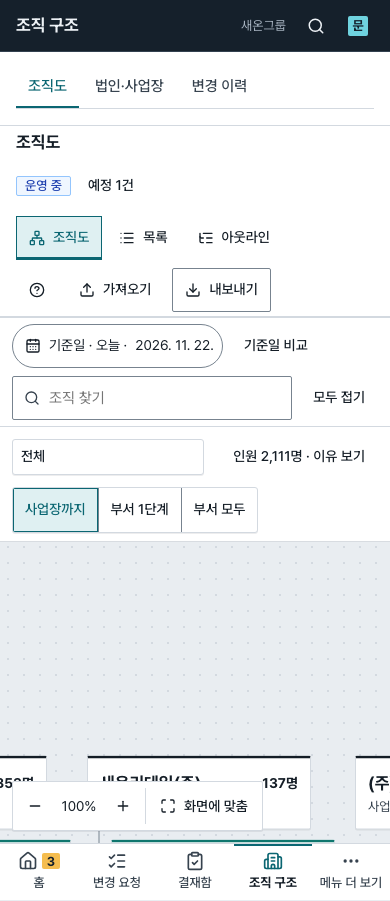 조직 구조 새온그룹 문
조직도 법인·사업장 변경 이력
조직도
운영 중 예정 1건
조직도 목록 아웃라인
가져오기 내보내기
기준일 · 오늘 · 2026. 11. 22. 기준일 비교
조직 찾기 모두 접기
전체 인원 2,111명 · 이유 보기
사업장까지 부서 1단계 부서 모두
137명 (주
사업
100% 화면에 맞춤
3
홈 변경 요청 결재함 조직 구조 메뉴 더 보기